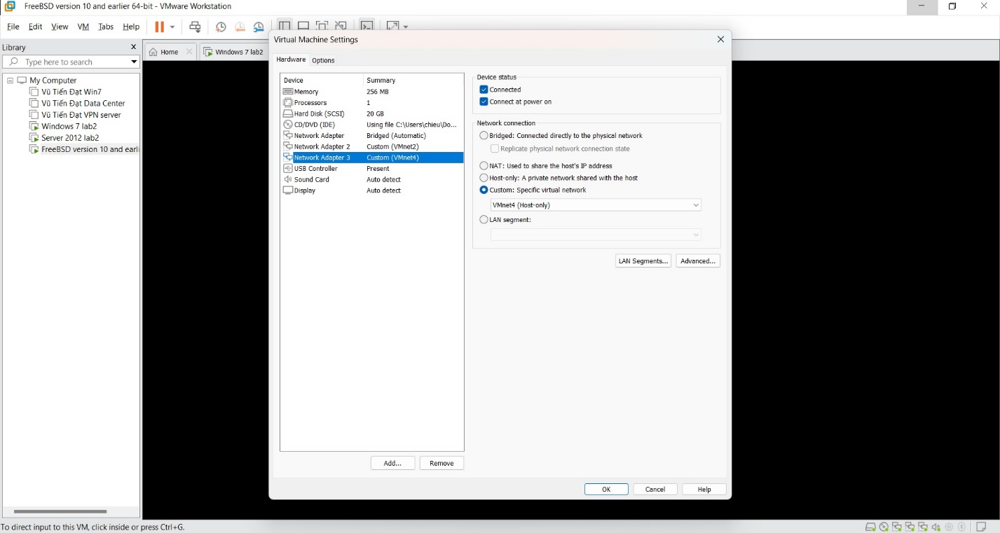 FreeBSD version 10 and earlier 64-bit - VMware Workstation
File Edit View VM Tabs Help
Library
Type here to search
My Computer
Vũ Tiến Đạt Win7
Vũ Tiến Đạt Data Center
Vũ Tiến Đạt VPN server
Windows 7 lab2
Server 2012 lab2
FreeBSD version 10 and earli
Home
Windows 7 lab2
Virtual Machine Settings
Hardware Options
Device Summary
Memory 256 MB
Processors 1
Hard Disk (SCSI) 20 GB
CD/DVD (IDE) Using file C:\Users\chieu\Do...
Network Adapter Bridged (Automatic)
Network Adapter 2 Custom (VMnet2)
Network Adapter 3 Custom (VMnet4)
USB Controller Present
Sound Card Auto detect
Display Auto detect
Add... Remove
Device status
Connected
Connect at power on
Network connection
Bridged: Connected directly to the physical network
Replicate physical network connection state
NAT: Used to share the host's IP address
Host-only: A private network shared with the host
Custom: Specific virtual network
VMnet4 (Host-only)
LAN segment:
LAN Segments... Advanced...
OK Cancel Help
To direct input to this VM, click inside or press Ctrl+G.